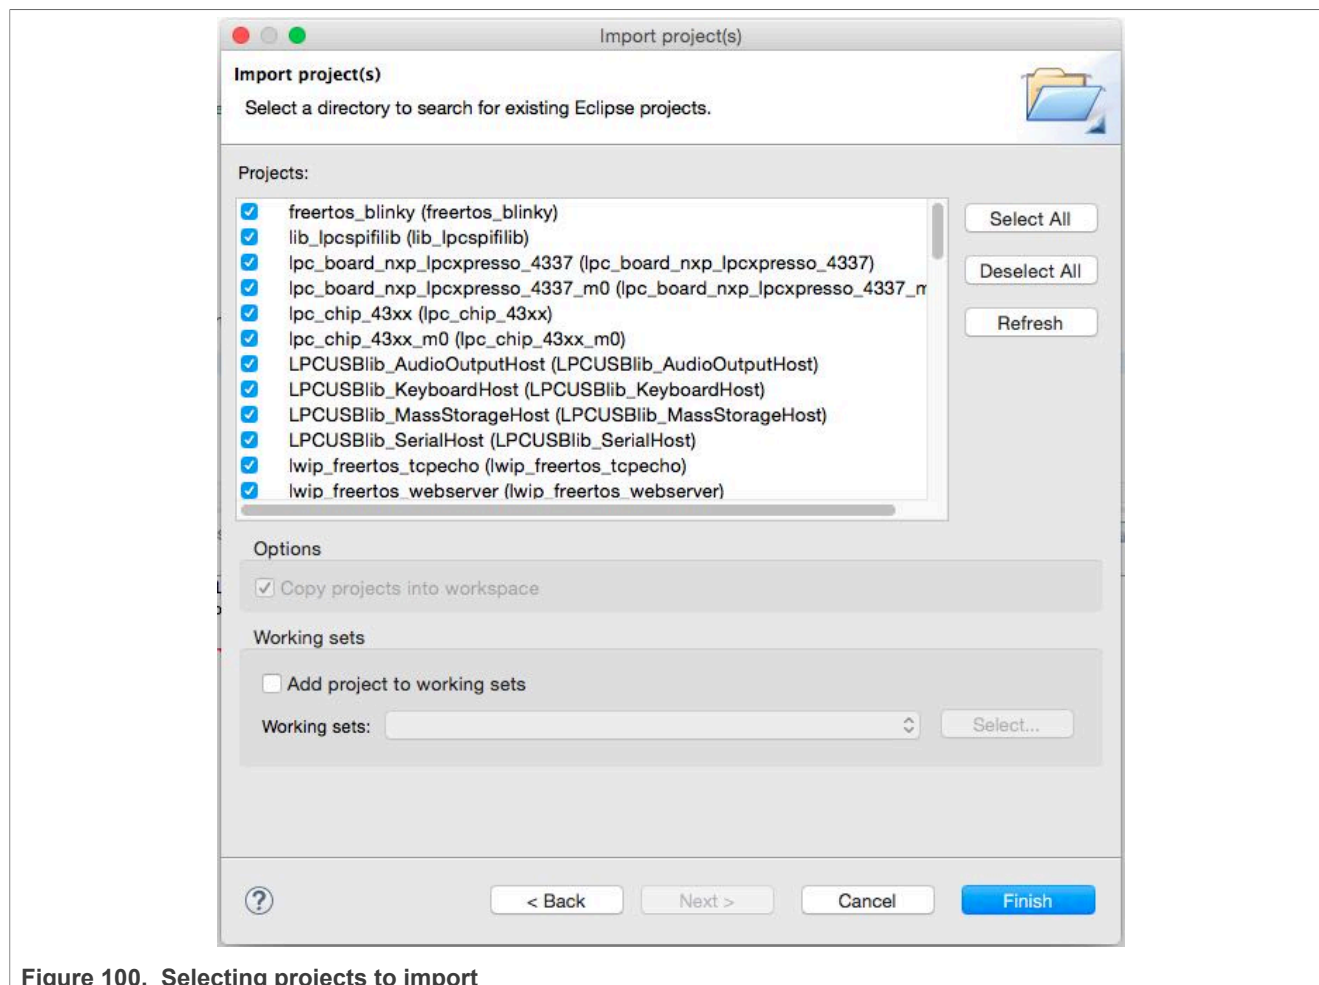 Import project(s)
Import project(s)
Select a directory to search for existing Eclipse projects.
Projects:
freertos_blinky (freertos_blinky)
lib_lpcspifilib (lib_lpcspifilib)
lpc_board_nxp_lpcxpresso_4337 (lpc_board_nxp_lpcxpresso_4337)
lpc_board_nxp_lpcxpresso_4337_m0 (lpc_board_nxp_lpcxpresso_4337_m
lpc_chip_43xx (lpc_chip_43xx)
lpc_chip_43xx_m0 (lpc_chip_43xx_m0)
LPCUSBlib_AudioOutputHost (LPCUSBlib_AudioOutputHost)
LPCUSBlib_KeyboardHost (LPCUSBlib_KeyboardHost)
LPCUSBlib_MassStorageHost (LPCUSBlib_MassStorageHost)
LPCUSBlib_SerialHost (LPCUSBlib_SerialHost)
lwip_freertos_tcpecho (lwip_freertos_tcpecho)
lwip_freertos_webserver (lwip_freertos_webserver)
Select All
Deselect All
Refresh
Options
Copy projects into workspace
Working sets
Add project to working sets
Working sets:
Select...
?
< Back
Next >
Cancel
Finish
Figure 100. Selecting projects to import